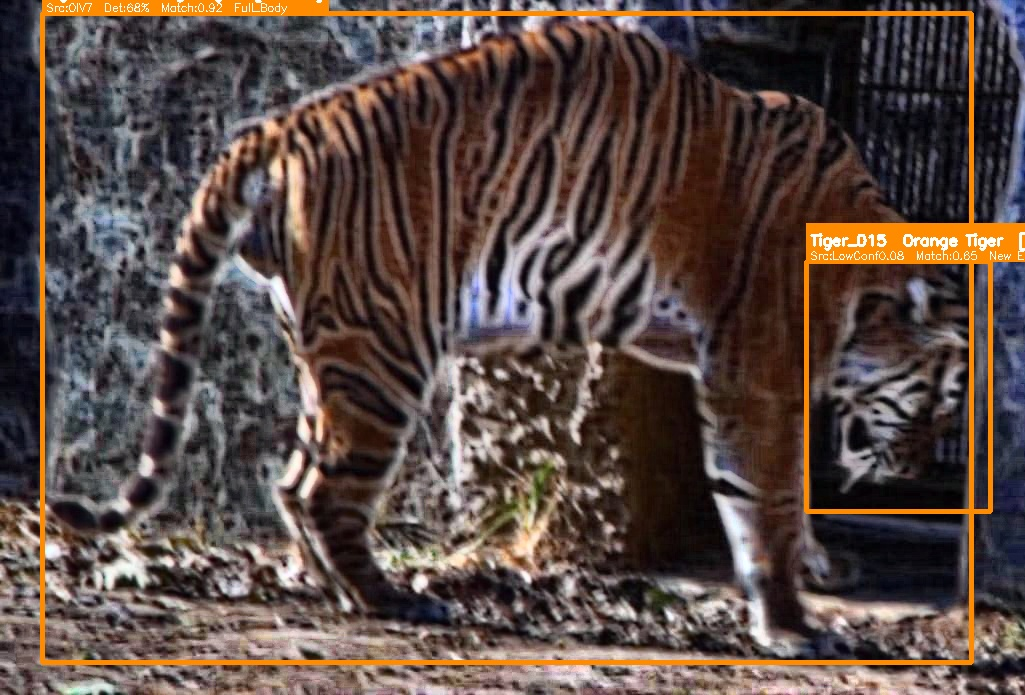 Src:OIV7 Det:68% Match:0.92 Full_Body
Tiger_015 Orange Tiger
Src:LowConf0.08 Match:0.65 New E